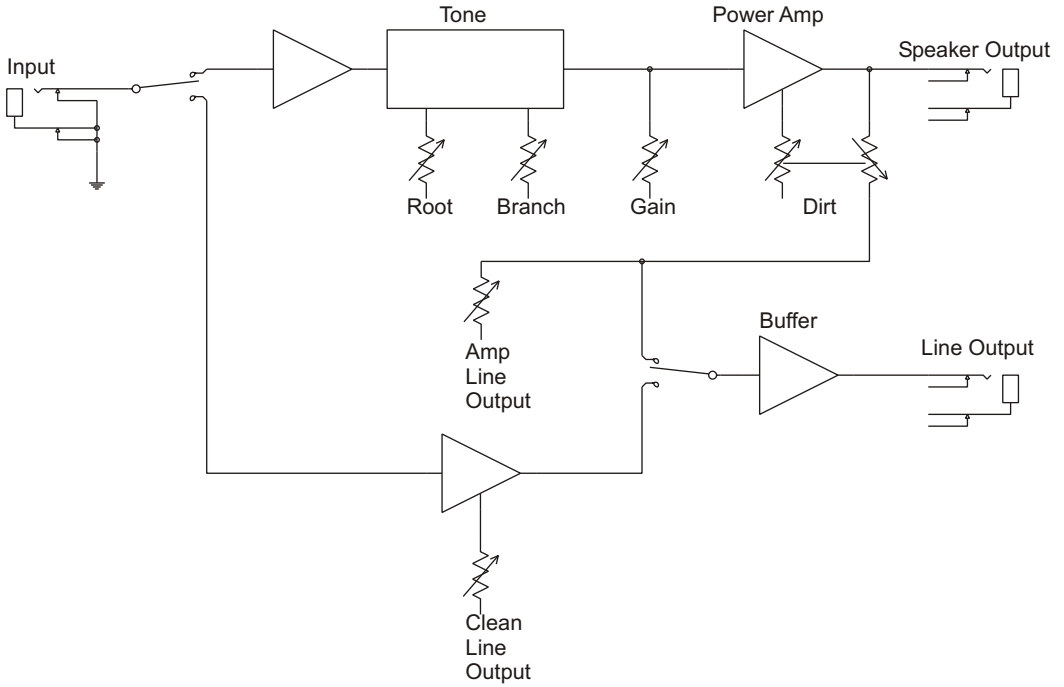 Tone
Power Amp
Speaker Output
Input
Root
Branch
Gain
Dirt
Buffer
Line Output
Amp
Line
Output
Clean
Line
Output